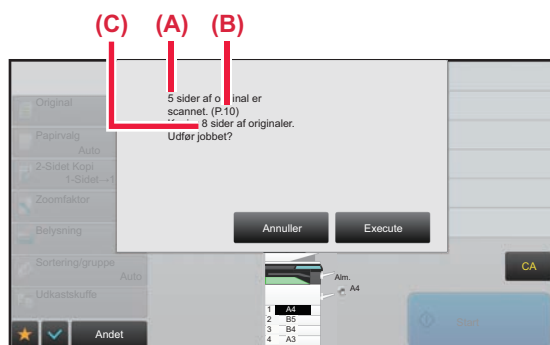 (C) (A) (B)
5 sider af original er
scannet. (P.10)
8 sider af originaler.
Udfør jobbet?
Original
Papirvalg
Auto
2-Sidet Kopi
1-Sidet→1
Zoomfaktor
Belysning
Sortering/gruppe
Auto
Udkastskuffe
Annuller Execute
Alm.
A4
CA
1 A4
2 B5
3 B4
4 A3
Start
Andet